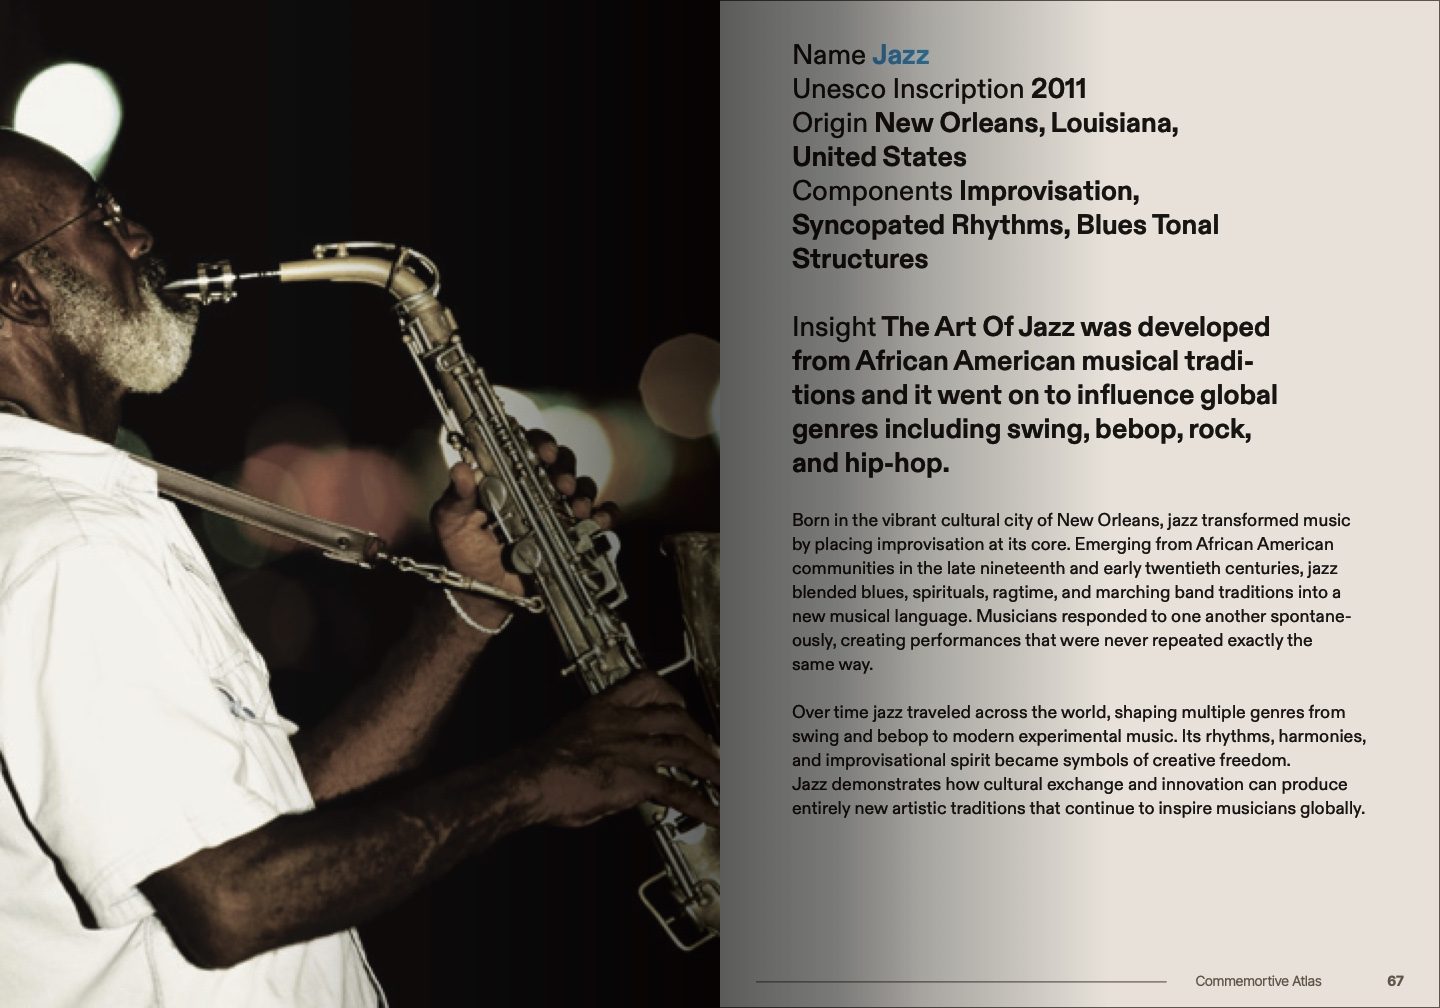 Name Jazz
Unesco Inscription 2011
Origin New Orleans, Louisiana,
United States
Components Improvisation,
Syncopated Rhythms, Blues Tonal
Structures
Insight The Art Of Jazz was developed
from African American musical tradi-
tions and it went on to influence global
genres including swing, bebop, rock,
and hip-hop.
Born in the vibrant cultural city of New Orleans, jazz transformed music
by placing improvisation at its core. Emerging from African American
communities in the late nineteenth and early twentieth centuries, jazz
blended blues, spirituals, ragtime, and marching band traditions into a
new musical language. Musicians responded to one another spontane-
ously, creating performances that were never repeated exactly the
same way.
Over time jazz traveled across the world, shaping multiple genres from
swing and bebop to modern experimental music. Its rhythms, harmonies,
and improvisational spirit became symbols of creative freedom.
Jazz demonstrates how cultural exchange and innovation can produce
entirely new artistic traditions that continue to inspire musicians globally.
Commemortive Atlas 67